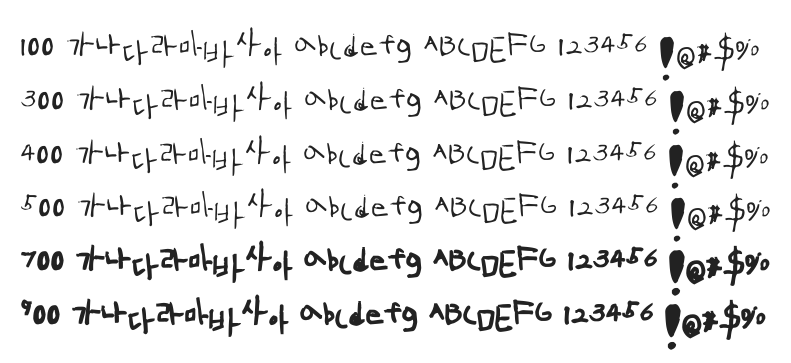 100 가나다라마바사아 abcdefg ABCDEFG 123456 !@#$%
300 가나다라마바사아 abcdefg ABCDEFG 123456 !@#$%
400 가나다라마바사아 abcdefg ABCDEFG 123456 !@#$%
500 가나다라마바사아 abcdefg ABCDEFG 123456 !@#$%
700 가나다라마바사아 abcdefg ABCDEFG 123456 !@#$%
900 가나다라마바사아 abcdefg ABCDEFG 123456 !@#$%